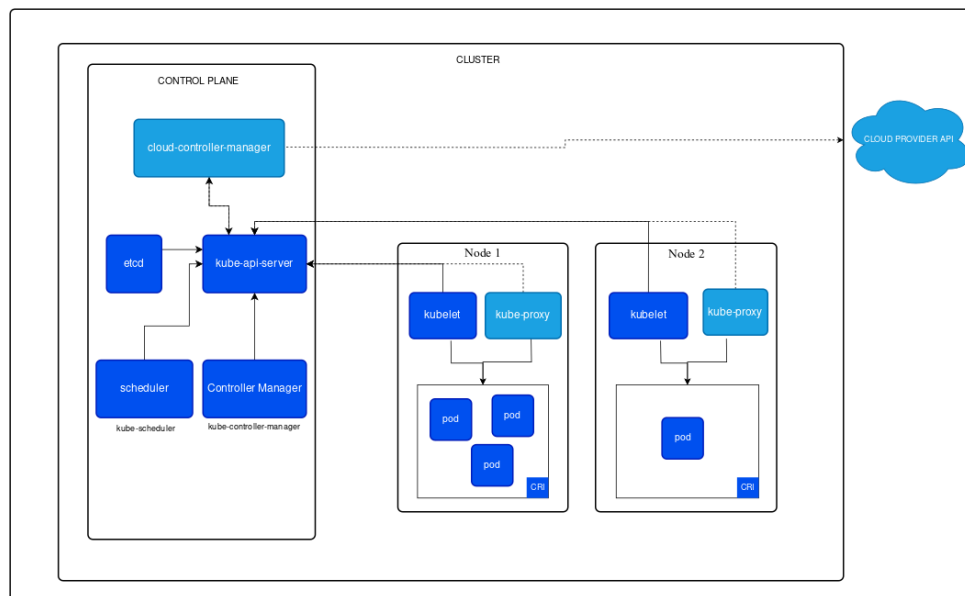 CLUSTER
CONTROL PLANE
cloud-controller-manager
CLOUD PROVIDER API
etcd
kube-api-server
scheduler
kube-scheduler
Controller Manager
kube-controller-manager
Node 1
kubelet
kube-proxy
pod
pod
pod
CRI
Node 2
kubelet
kube-proxy
pod
CRI